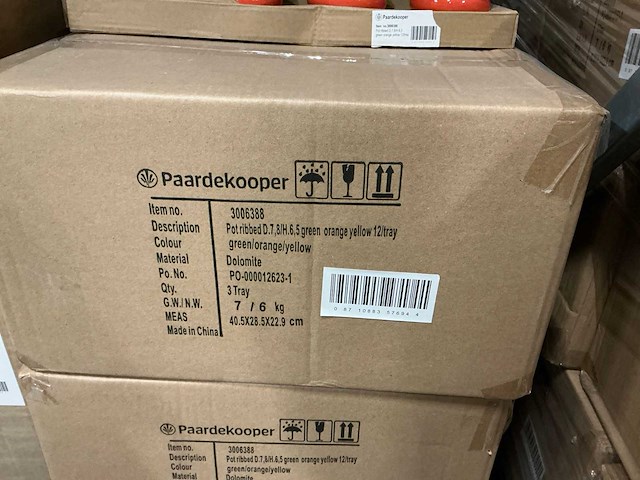 Paardekooper
Paardekooper
Item no. 3006388
Description Pot ribbed D.7,8/H.6,5 green orange yellow 12/tray
Colour green/orange/yellow
Material Dolomite
Po. No. PO-000012623-1
Qty. 3 Tray
G.W./N.W. 7 / 6 kg
MEAS 40.5X28.5X22.9 cm
Made in China
Paardekooper
Item no. 3006388
Description Pot ribbed D.7,8/H.6,5 green orange yellow 12/tray
Colour green/orange/yellow
Material Dolomite